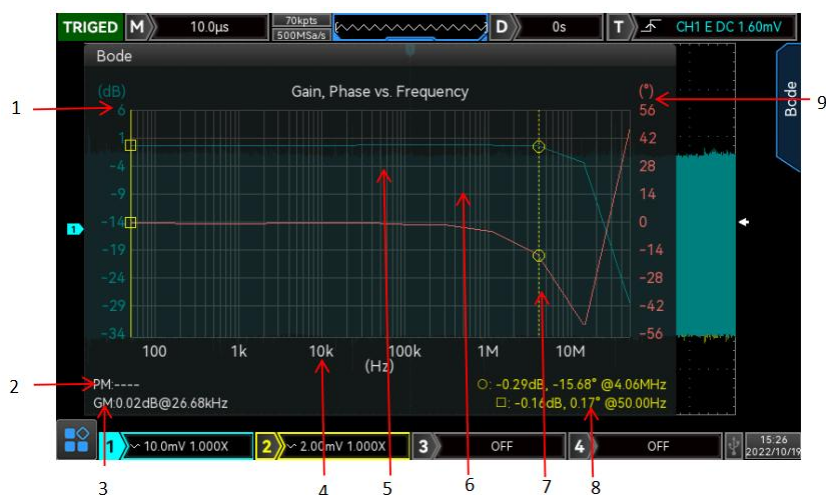 TRIGED M 10.0μs 70kpts 500MSa/s D 0s T CH1 E DC 1.60mV
Bode
Bode
Gain, Phase vs. Frequency
(dB)
6
1
-4
-9
-14
-19
-24
-29
-34
(°)
56
42
28
14
0
-14
-28
-42
-56
100 1k 10k 100k 1M 10M
(Hz)
PM:----
GM:0.02dB@26.68kHz
○: -0.29dB, -15.68° @4.06MHz
□: -0.16dB, 0.17° @50.00Hz
1
1 10.0mV 1.000X 2 2.00mV 1.000X 3 OFF 4 OFF 15:26
2022/10/19
1
2
3
4
5
6
7
8
9